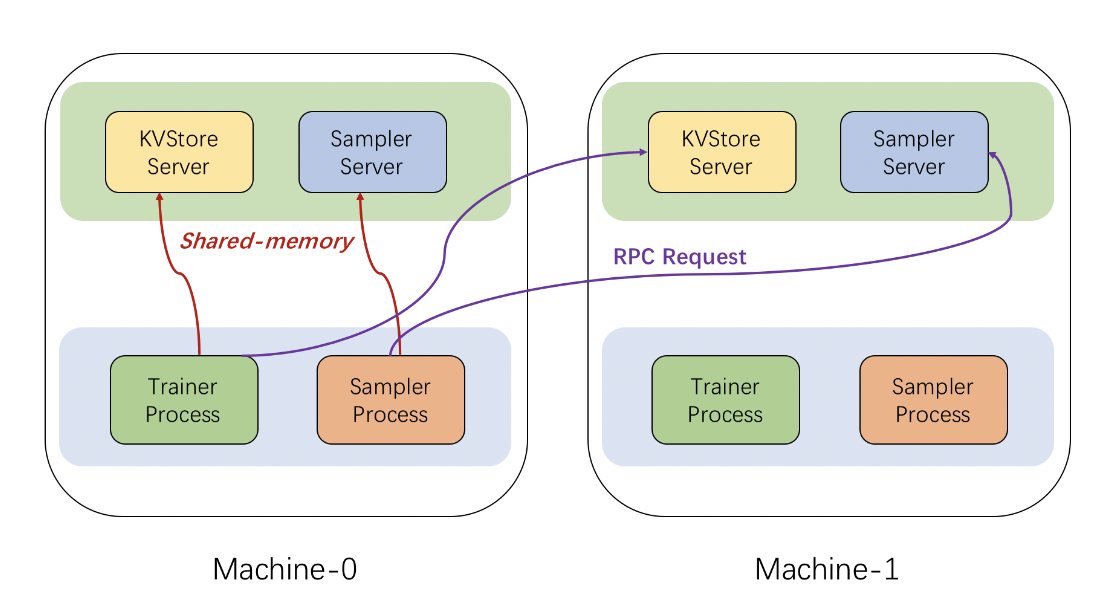 KVStore
Server
Sampler
Server
KVStore
Server
Sampler
Server
Shared-memory
RPC Request
Trainer
Process
Sampler
Process
Trainer
Process
Sampler
Process
Machine-0
Machine-1